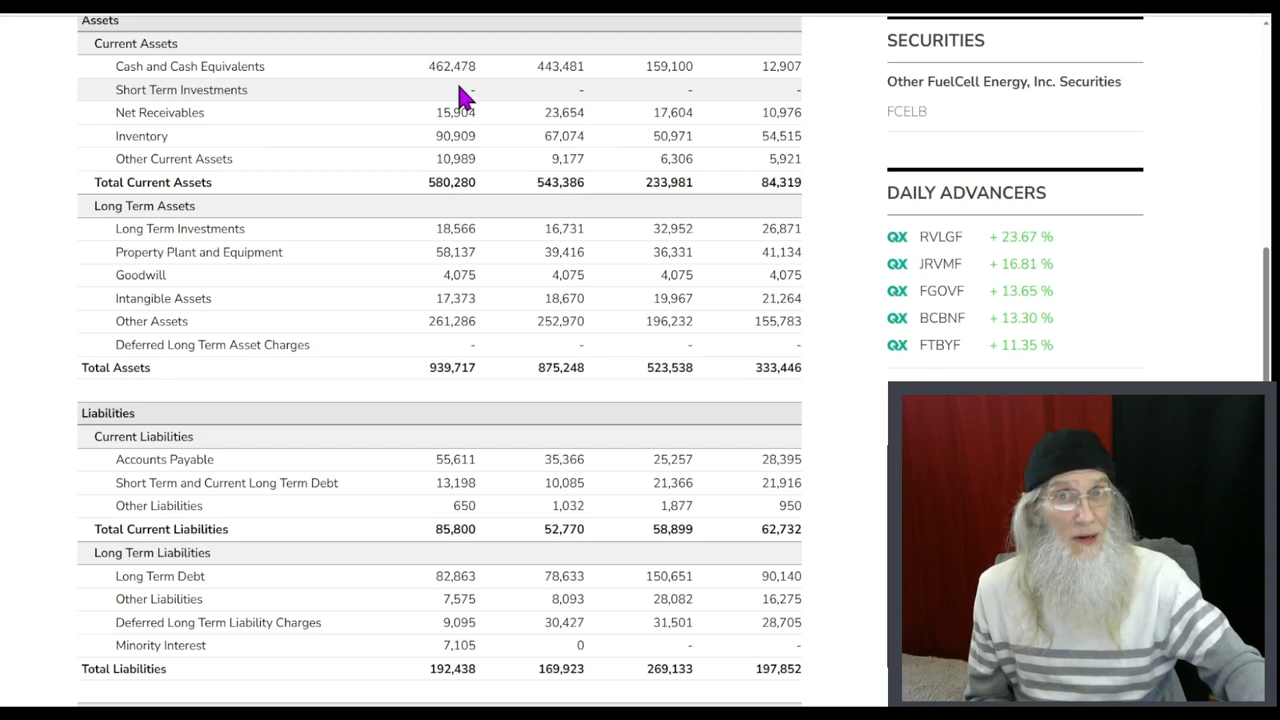 Assets
Current Assets
Cash and Cash Equivalents 462,478 443,481 159,100 12,907
Short Term Investments - - - -
Net Receivables 15,904 23,654 17,604 10,976
Inventory 90,909 67,074 50,971 54,515
Other Current Assets 10,989 9,177 6,306 5,921
Total Current Assets 580,280 543,386 233,981 84,319
Long Term Assets
Long Term Investments 18,566 16,731 32,952 26,871
Property Plant and Equipment 58,137 39,416 36,331 41,134
Goodwill 4,075 4,075 4,075 4,075
Intangible Assets 17,373 18,670 19,967 21,264
Other Assets 261,286 252,970 196,232 155,783
Deferred Long Term Asset Charges - - - -
Total Assets 939,717 875,248 523,538 333,446
Liabilities
Current Liabilities
Accounts Payable 55,611 35,366 25,257 28,395
Short Term and Current Long Term Debt 13,198 10,085 21,366 21,916
Other Liabilities 650 1,032 1,877 950
Total Current Liabilities 85,800 52,770 58,899 62,732
Long Term Liabilities
Long Term Debt 82,863 78,633 150,651 90,140
Other Liabilities 7,575 8,093 28,082 16,275
Deferred Long Term Liability Charges 9,095 30,427 31,501 28,705
Minority Interest 7,105 0 - -
Total Liabilities 192,438 169,923 269,133 197,852
SECURITIES
Other FuelCell Energy, Inc. Securities
FCELB
DAILY ADVANCERS
QX RVLGF + 23.67 %
QX JRVMF + 16.81 %
QX FGOVF + 13.65 %
QX BCBNF + 13.30 %
QX FTBYF + 11.35 %